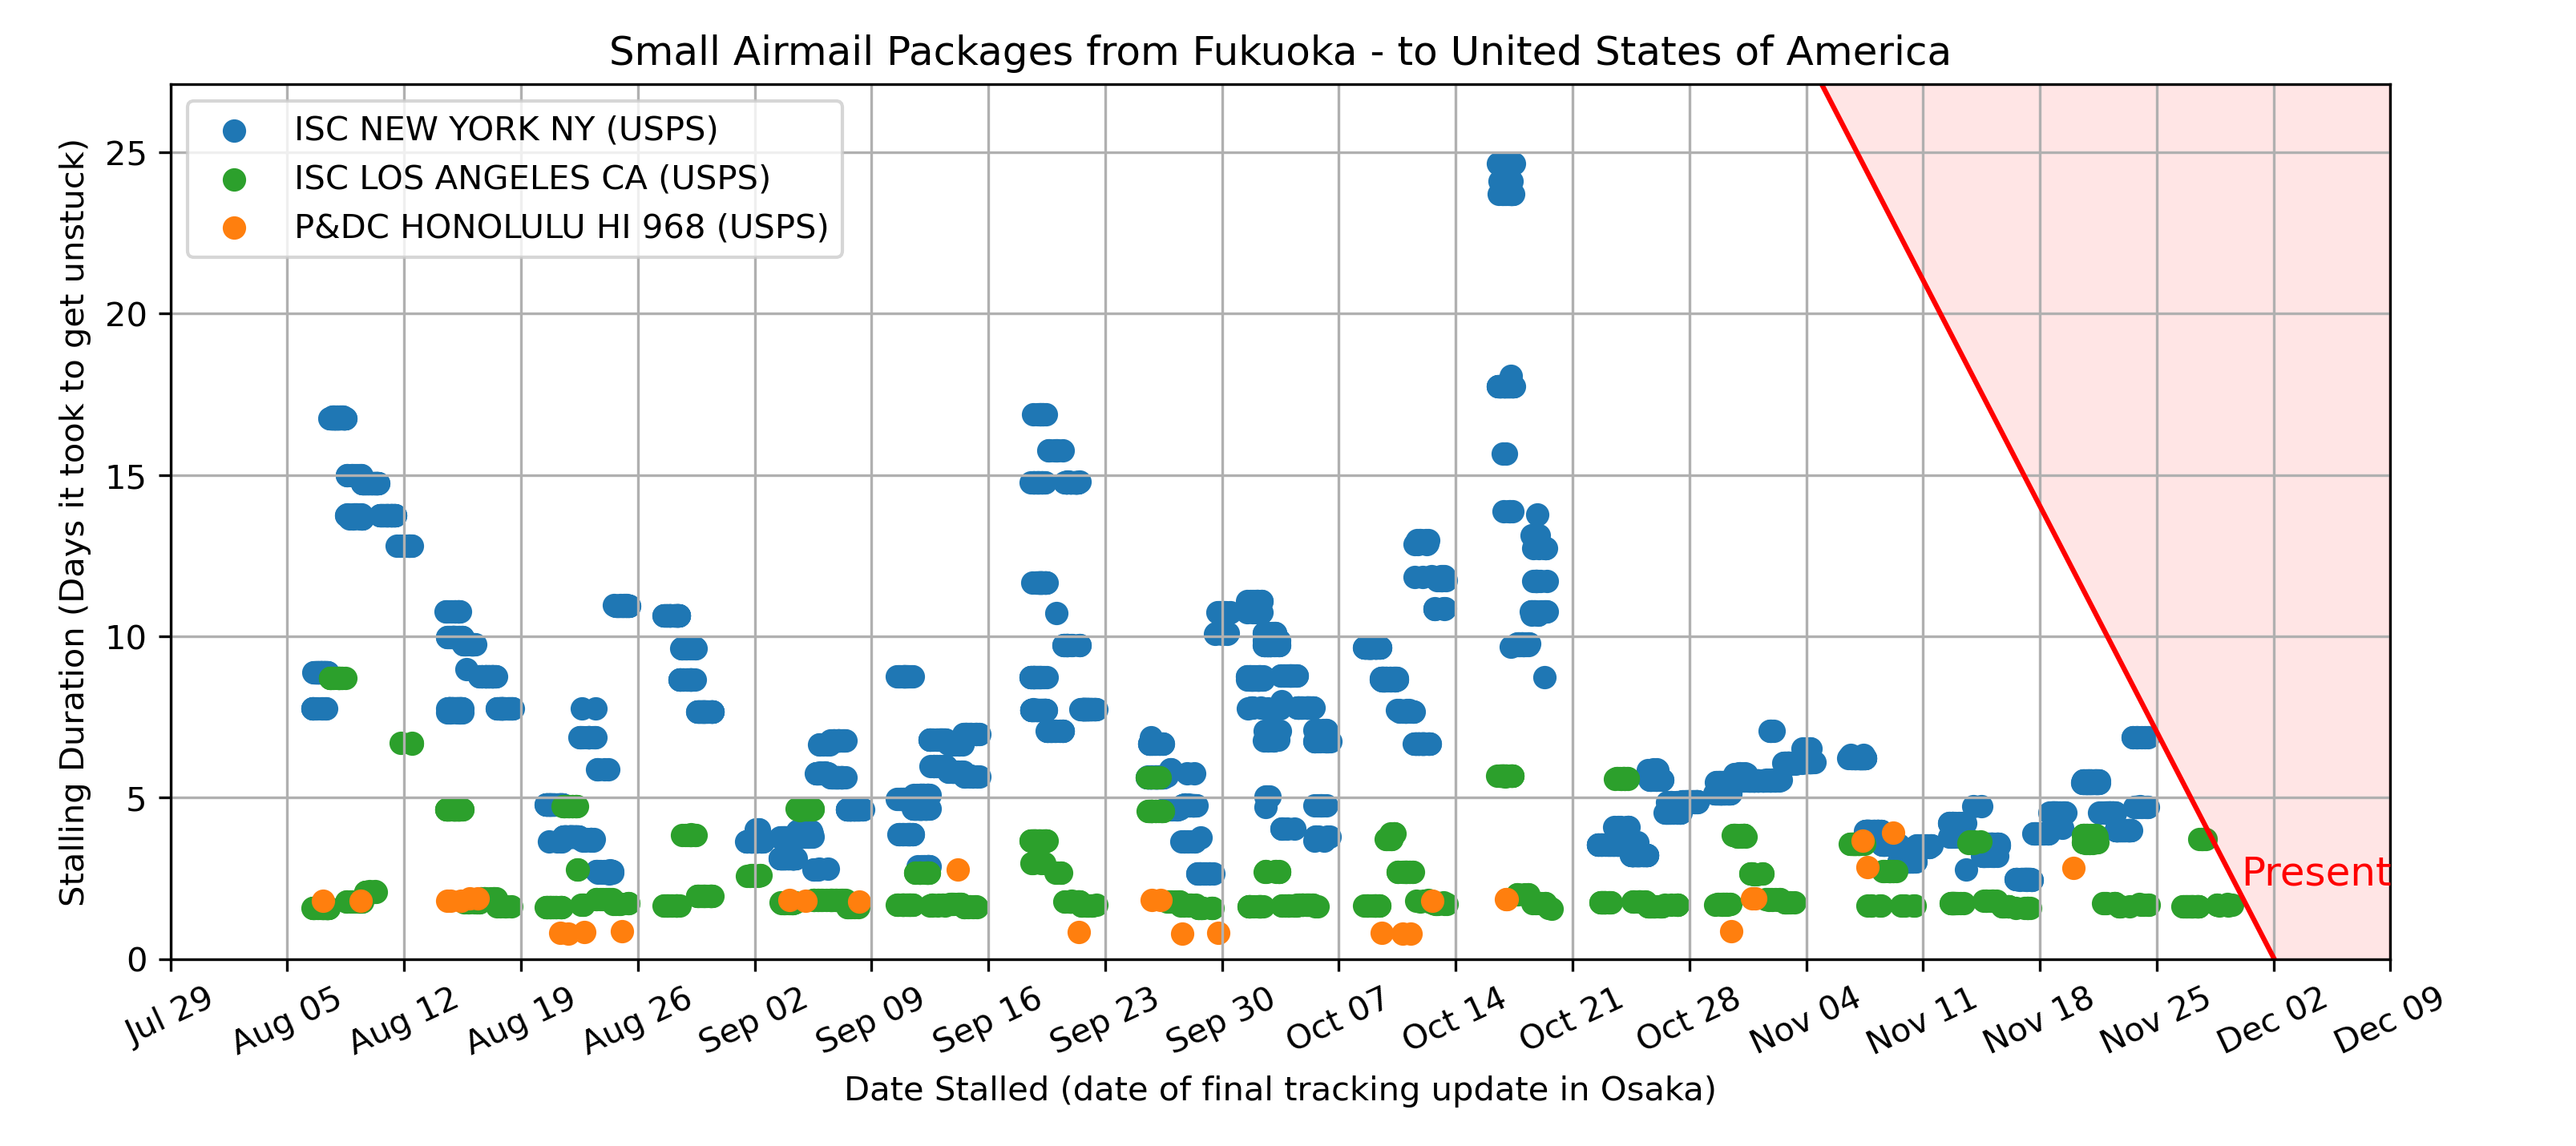 Small Airmail Packages from Fukuoka - to United States of America
ISC NEW YORK NY (USPS)
ISC LOS ANGELES CA (USPS)
P&DC HONOLULU HI 968 (USPS)
Stalling Duration (Days it took to get unstuck)
25
20
15
10
5
0
Present
Jul 29
Aug 05
Aug 12
Aug 19
Aug 26
Sep 02
Sep 09
Sep 16
Sep 23
Sep 30
Oct 07
Oct 14
Oct 21
Oct 28
Nov 04
Nov 11
Nov 18
Nov 25
Dec 02
Dec 09
Date Stalled (date of final tracking update in Osaka)